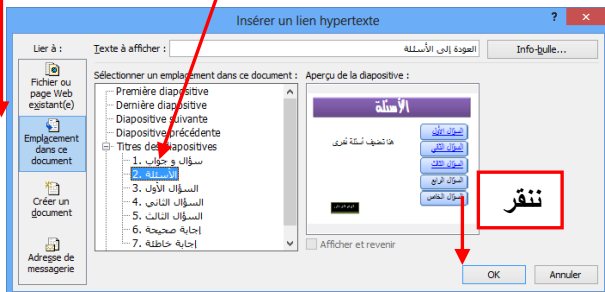 Insérer un lien hypertexte
? ×
Lier à :
Texte à afficher :
العودة إلى الأسئلة
Info-bulle...
Fichier ou
page Web
existant(e)
Emplacement
dans ce
document
Créer un
document
Adresse de
messagerie
Sélectionner un emplacement dans ce document :
Première diapositive
Dernière diapositive
Diapositive suivante
Diapositive précédente
Titres des diapositives
1. سؤال و جواب
2. الأسئلة
3. السؤال الأول
4. السؤال الثاني
5. السؤال الثالث
6. إجابة صحيحة
7. إجابة خاطئة
Aperçu de la diapositive :
الأسئلة
هنا تضيف أسئلة أخرى
السؤال الأول
السؤال الثاني
السؤال الثالث
السؤال الرابع
السؤال الخامس
Afficher et revenir
ننقر
OK
Annuler